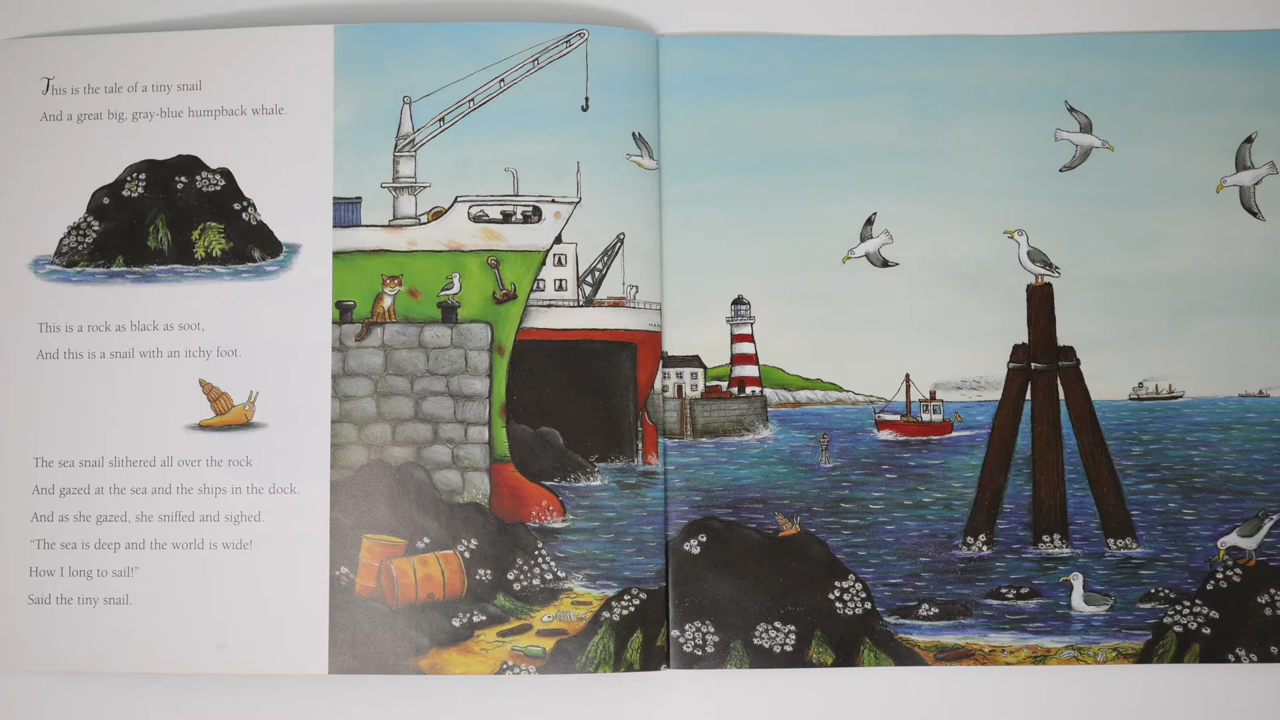 This is the tale of a tiny snail
And a great big, gray-blue humpback whale.
This is a rock as black as soot,
And this is a snail with an itchy foot.
The sea snail slithered all over the rock
And gazed at the sea and the ships in the dock.
And as she gazed, she sniffed and sighed.
“The sea is deep and the world is wide!
How I long to sail!”
Said the tiny snail.